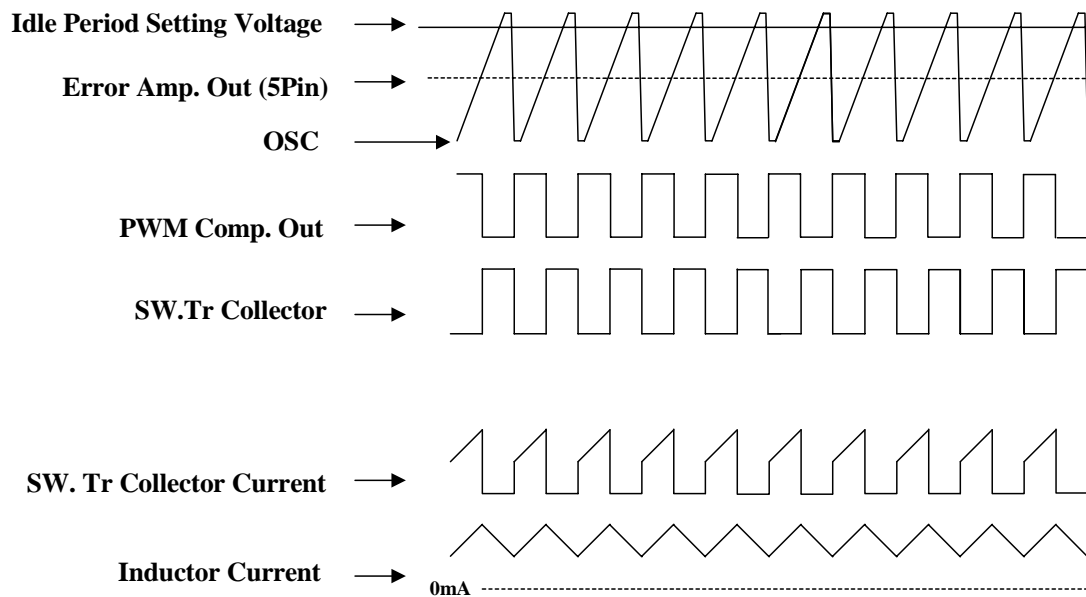 Idle Period Setting Voltage
Error Amp. Out (5Pin)
OSC
PWM Comp. Out
SW.Tr Collector
SW. Tr Collector Current
Inductor Current
0mA